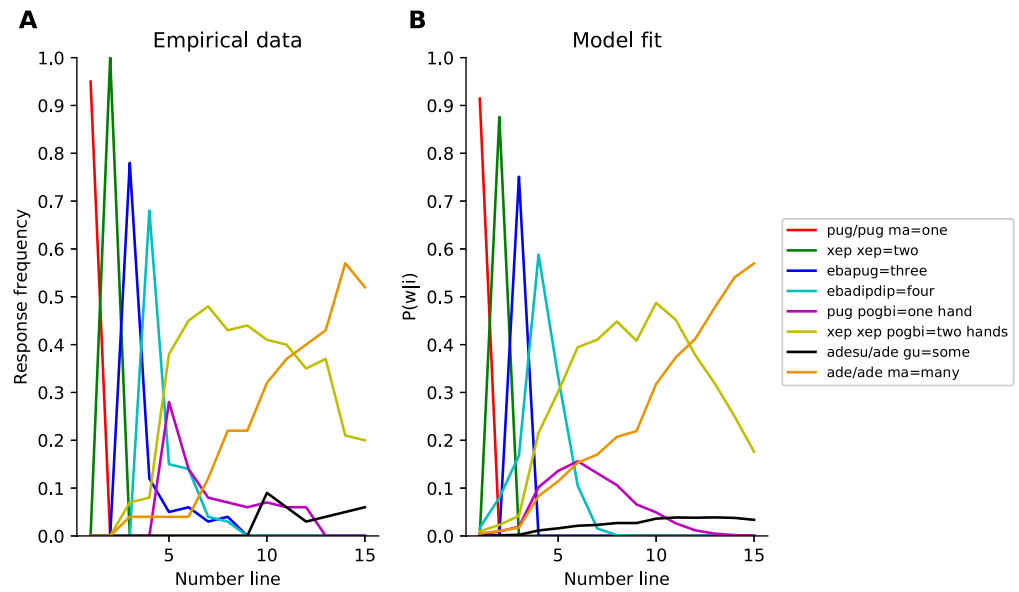 A
Empirical data
1.0
0.9
0.8
0.7
0.6
0.5
0.4
0.3
0.2
0.1
0.0
Response frequency
5
10
15
Number line
B
Model fit
1.0
0.9
0.8
0.7
0.6
0.5
0.4
0.3
0.2
0.1
0.0
P(w|i)
5
10
15
Number line
pug/pug ma=one
xep xep=two
ebapug=three
ebadipdip=four
pug pogbi=one hand
xep xep pogbi=two hands
adesu/ade gu=some
ade/ade ma=many